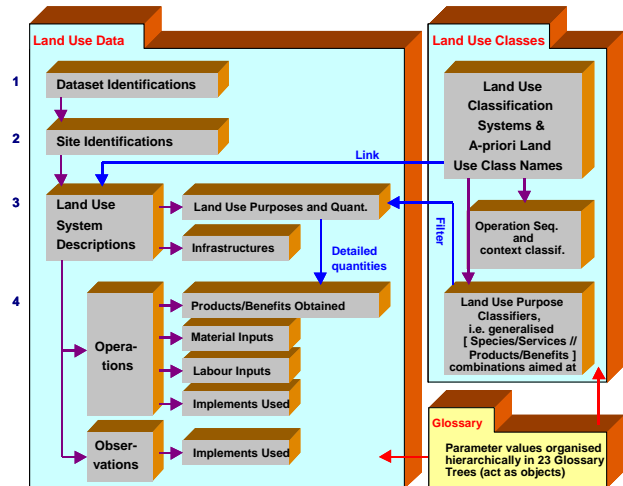 Land Use Data
1
Dataset Identifications
2
Site Identifications
Link
3
Land Use
System
Descriptions
Land Use Purposes and Quant.
Infrastructures
Detailed
quantities
Filter
4
Opera-
tions
Products/Benefits Obtained
Material Inputs
Labour Inputs
Implements Used
Obser-
vations
Implements Used
Land Use Classes
Land Use
Classification
Systems &
A-priori Land
Use Class Names
Operation Seq.
and
context classif.
Land Use Purpose
Classifiers,
i.e. generalised
[ Species/Services //
Products/Benefits ]
combinations aimed at
Glossary
Parameter values organised
hierarchically in 23 Glossary
Trees (act as objects)